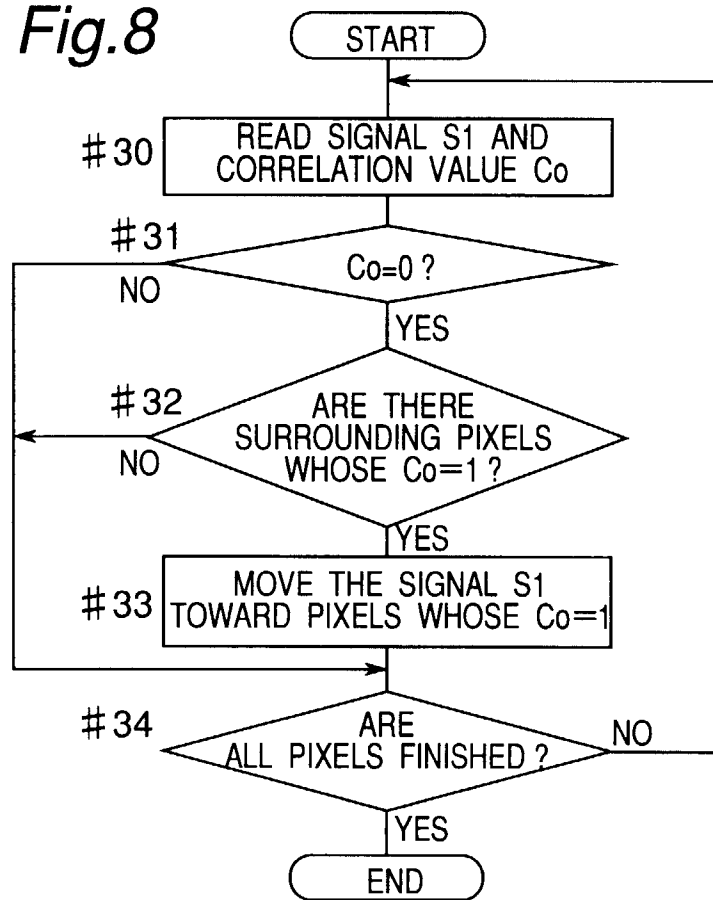 Fig.8
START
#30
READ SIGNAL S1 AND
CORRELATION VALUE Co
#31
Co=0?
NO
YES
#32
ARE THERE
SURROUNDING PIXELS
WHOSE Co=1?
NO
YES
#33
MOVE THE SIGNAL S1
TOWARD PIXELS WHOSE Co=1
#34
ARE
ALL PIXELS FINISHED?
NO
YES
END